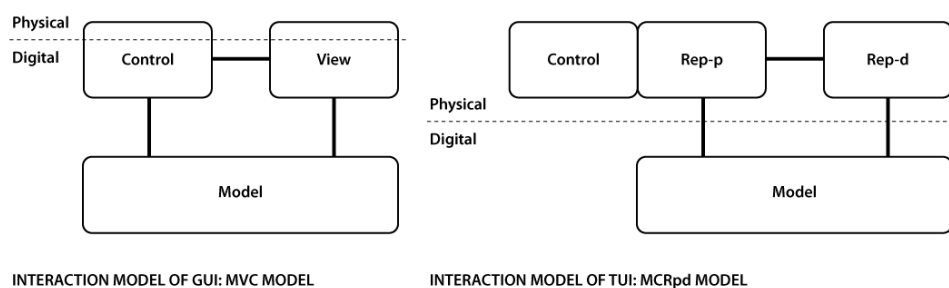 Physical
Digital
Control
View
Model
INTERACTION MODEL OF GUI: MVC MODEL
Control
Rep-p
Rep-d
Physical
Digital
Model
INTERACTION MODEL OF TUI: MCRpd MODEL